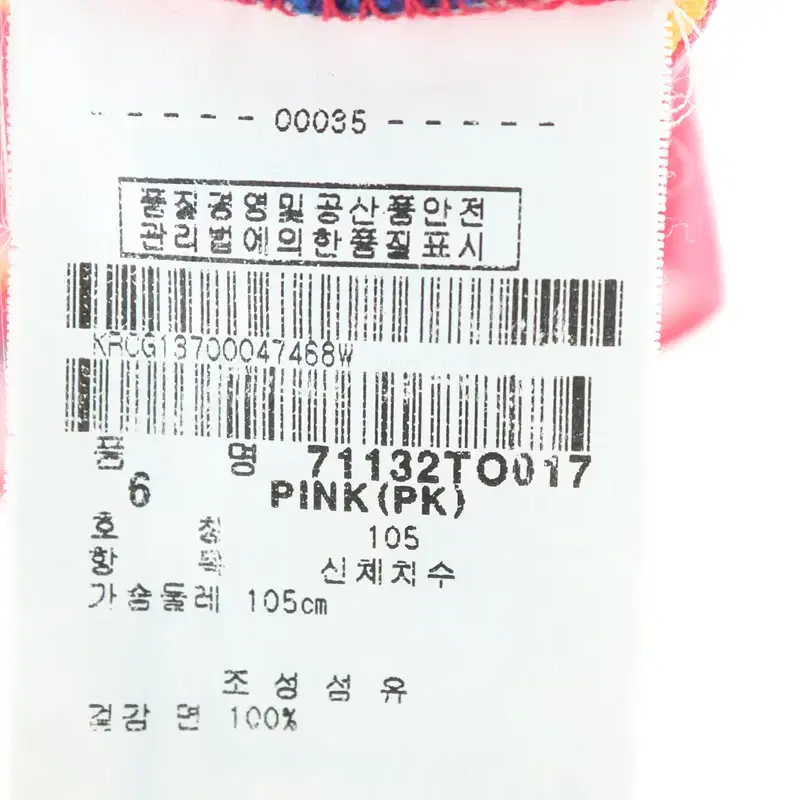 - - - - - 00035 - - - - -
품질경영및공산품안전
관리법에의한품질표시
KRCG13700047468W
품 명 71132TO017
6 PINK(PK)
호 칭 105
항 목 신체치수
가슴둘레 105cm
조성섬유
겉감 면 100%